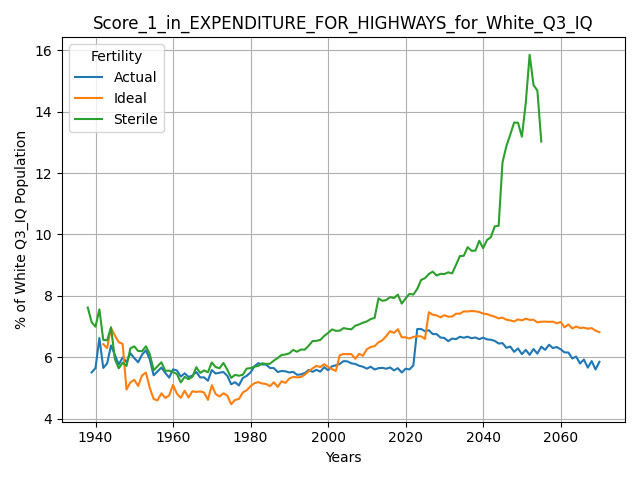 Score_1_in_EXPENDITURE_FOR_HIGHWAYS_for_White_Q3_IQ
Fertility
Actual
Ideal
Sterile
% of White Q3_IQ Population
16
14
12
10
8
6
4
1940 1960 1980 2000 2020 2040 2060
Years